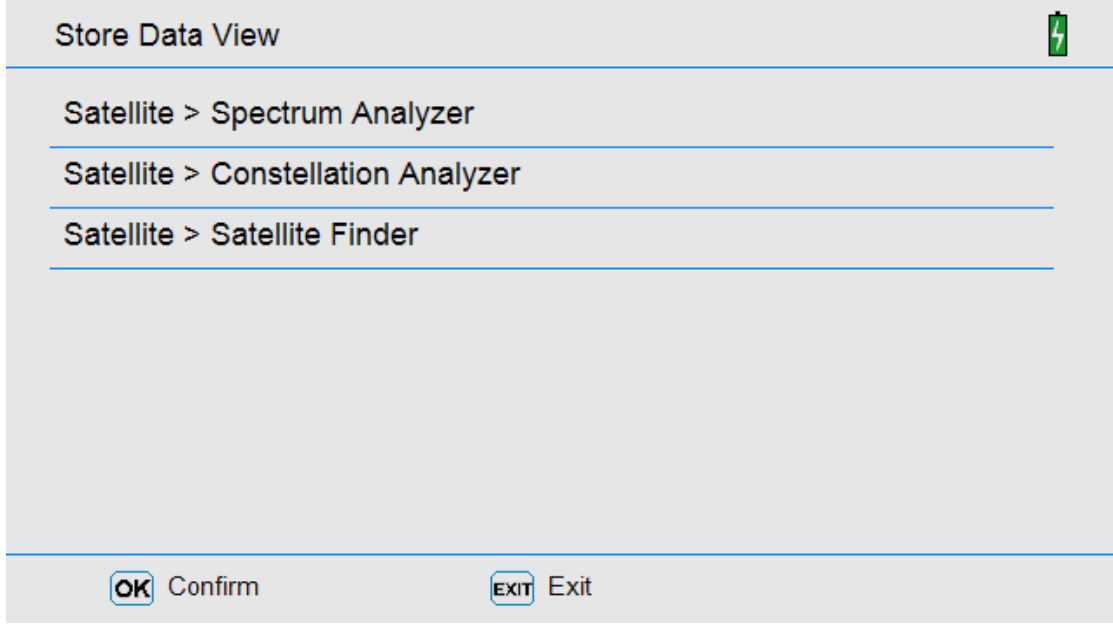 Store Data View
Satellite > Spectrum Analyzer
Satellite > Constellation Analyzer
Satellite > Satellite Finder
OK Confirm EXIT Exit